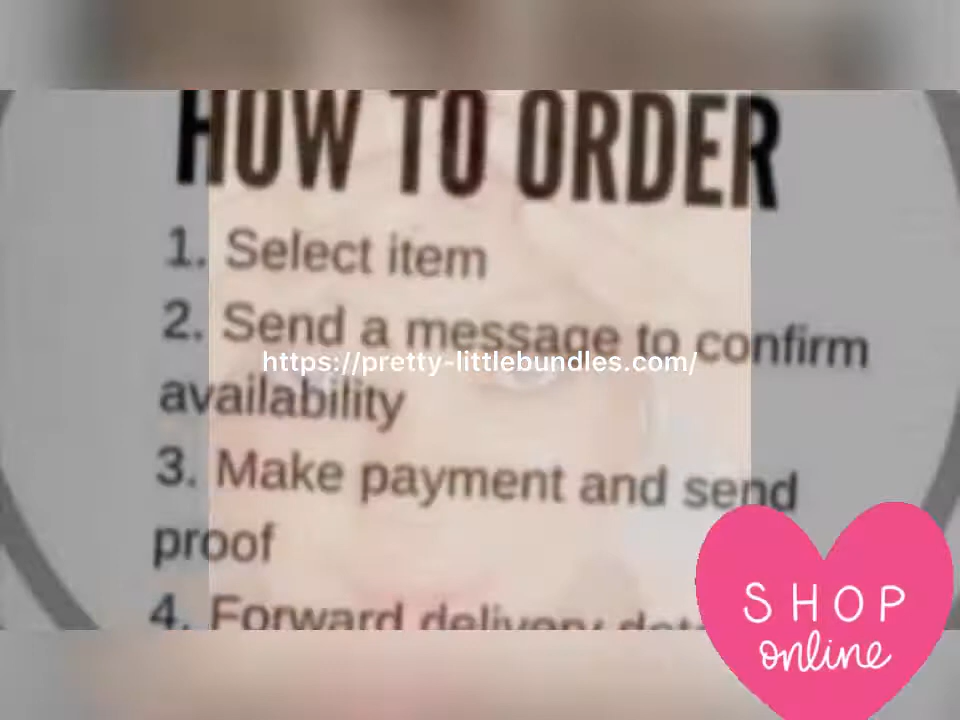 HOW TO ORDER
1. Select item
2. Send a message to confirm
https://pretty-littlebundles.com/
availability
3. Make payment and send
proof
4. Forward delivery
SHOP
online